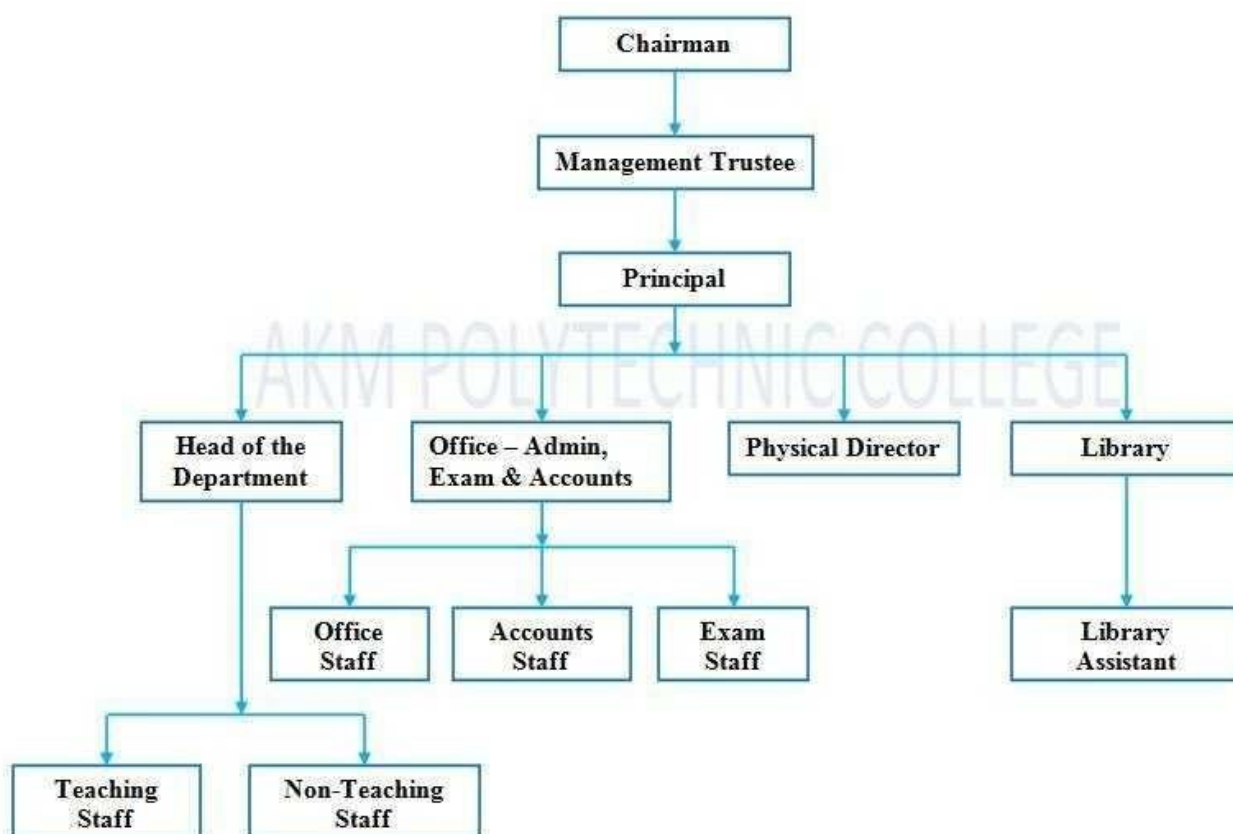 Chairman
Management Trustee
Principal
AKM POLYTECHNIC COLLEGE
Head of the
Department
Office – Admin,
Exam & Accounts
Physical Director
Library
Office
Staff
Accounts
Staff
Exam
Staff
Library
Assistant
Teaching
Staff
Non-Teaching
Staff